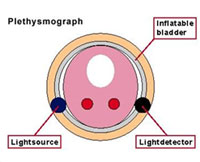 Plethysmograph
Inflatable
bladder
Lightsource
Lightdetector